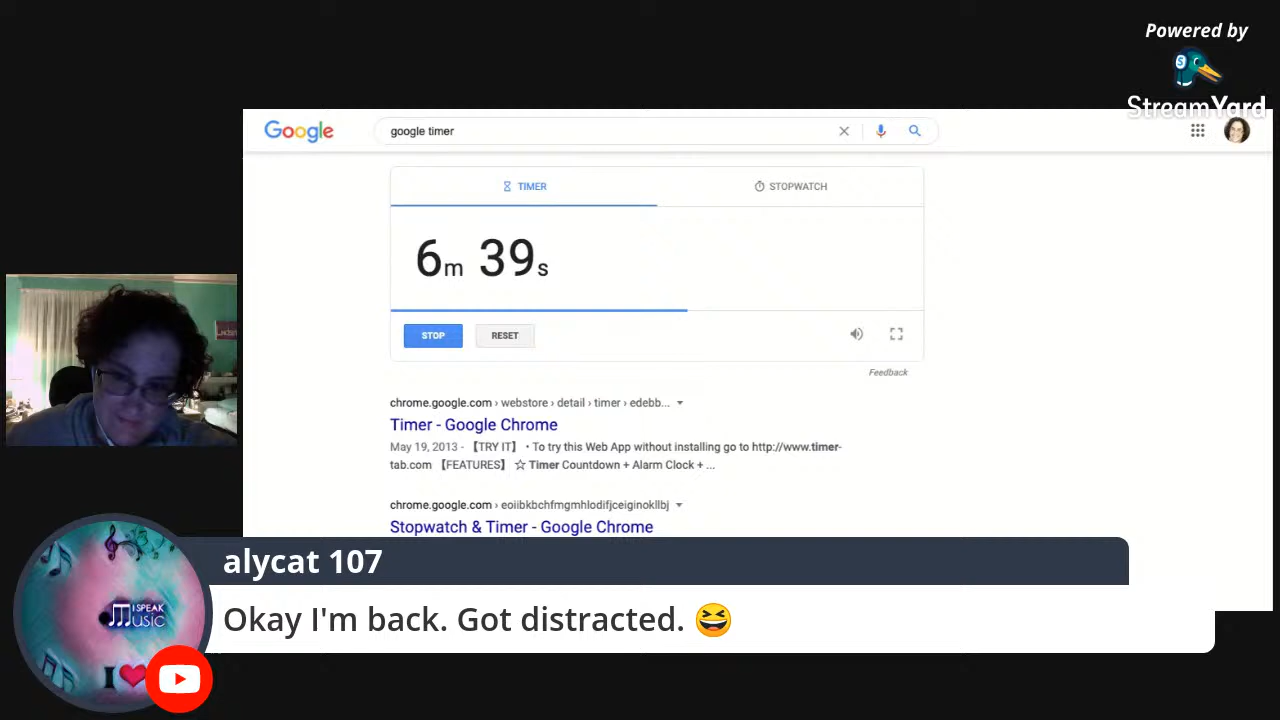 Powered by
StreamYard
Google
google timer
TIMER
STOPWATCH
6m 39s
STOP
RESET
Feedback
chrome.google.com › webstore › detail › timer › edebb...
Timer - Google Chrome
May 19, 2013 - 【TRY IT】 • To try this Web App without installing go to http://www.timer-
tab.com 【FEATURES】 ☆ Timer Countdown + Alarm Clock + ...
chrome.google.com › eoiibkbchfmgmhlodifjceiginokllbj
Stopwatch & Timer - Google Chrome
alycat 107
Okay I'm back. Got distracted. 😆
I SPEAK
MUSIC
I